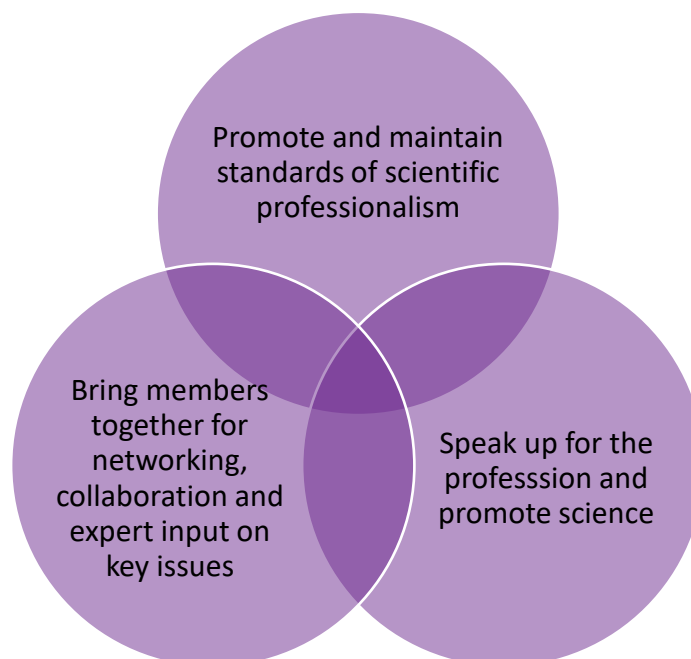 Promote and maintain
standards of scientific
professionalism
Bring members
together for
networking,
collaboration and
expert input on
key issues
Speak up for the
professsion and
promote science